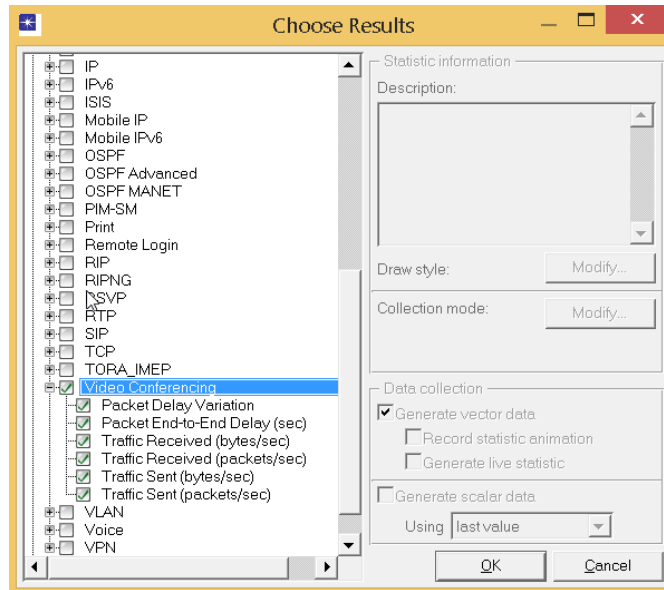 Choose Results
IP
IPv6
ISIS
Mobile IP
Mobile IPv6
OSPF
OSPF Advanced
OSPF MANET
PIM-SM
Print
Remote Login
RIP
RIPNG
RSVP
RTP
SIP
TCP
TORA_IMEP
Video Conferencing
Packet Delay Variation
Packet End-to-End Delay (sec)
Traffic Received (bytes/sec)
Traffic Received (packets/sec)
Traffic Sent (bytes/sec)
Traffic Sent (packets/sec)
VLAN
Voice
VPN
Statistic information
Description:
Draw style:
Modify...
Collection mode:
Modify...
Data collection
Generate vector data
Record statistic animation
Generate live statistic
Generate scalar data
Using last value
OK
Cancel